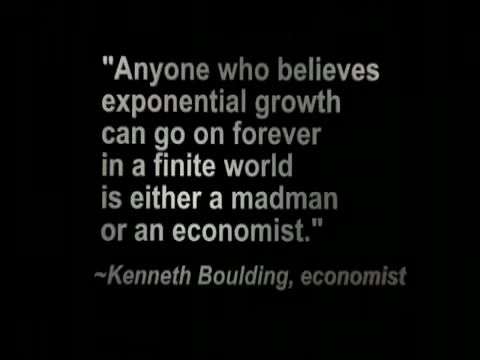 "Anyone who believes
exponential growth
can go on forever
in a finite world
is either a madman
or an economist."
~Kenneth Boulding, economist